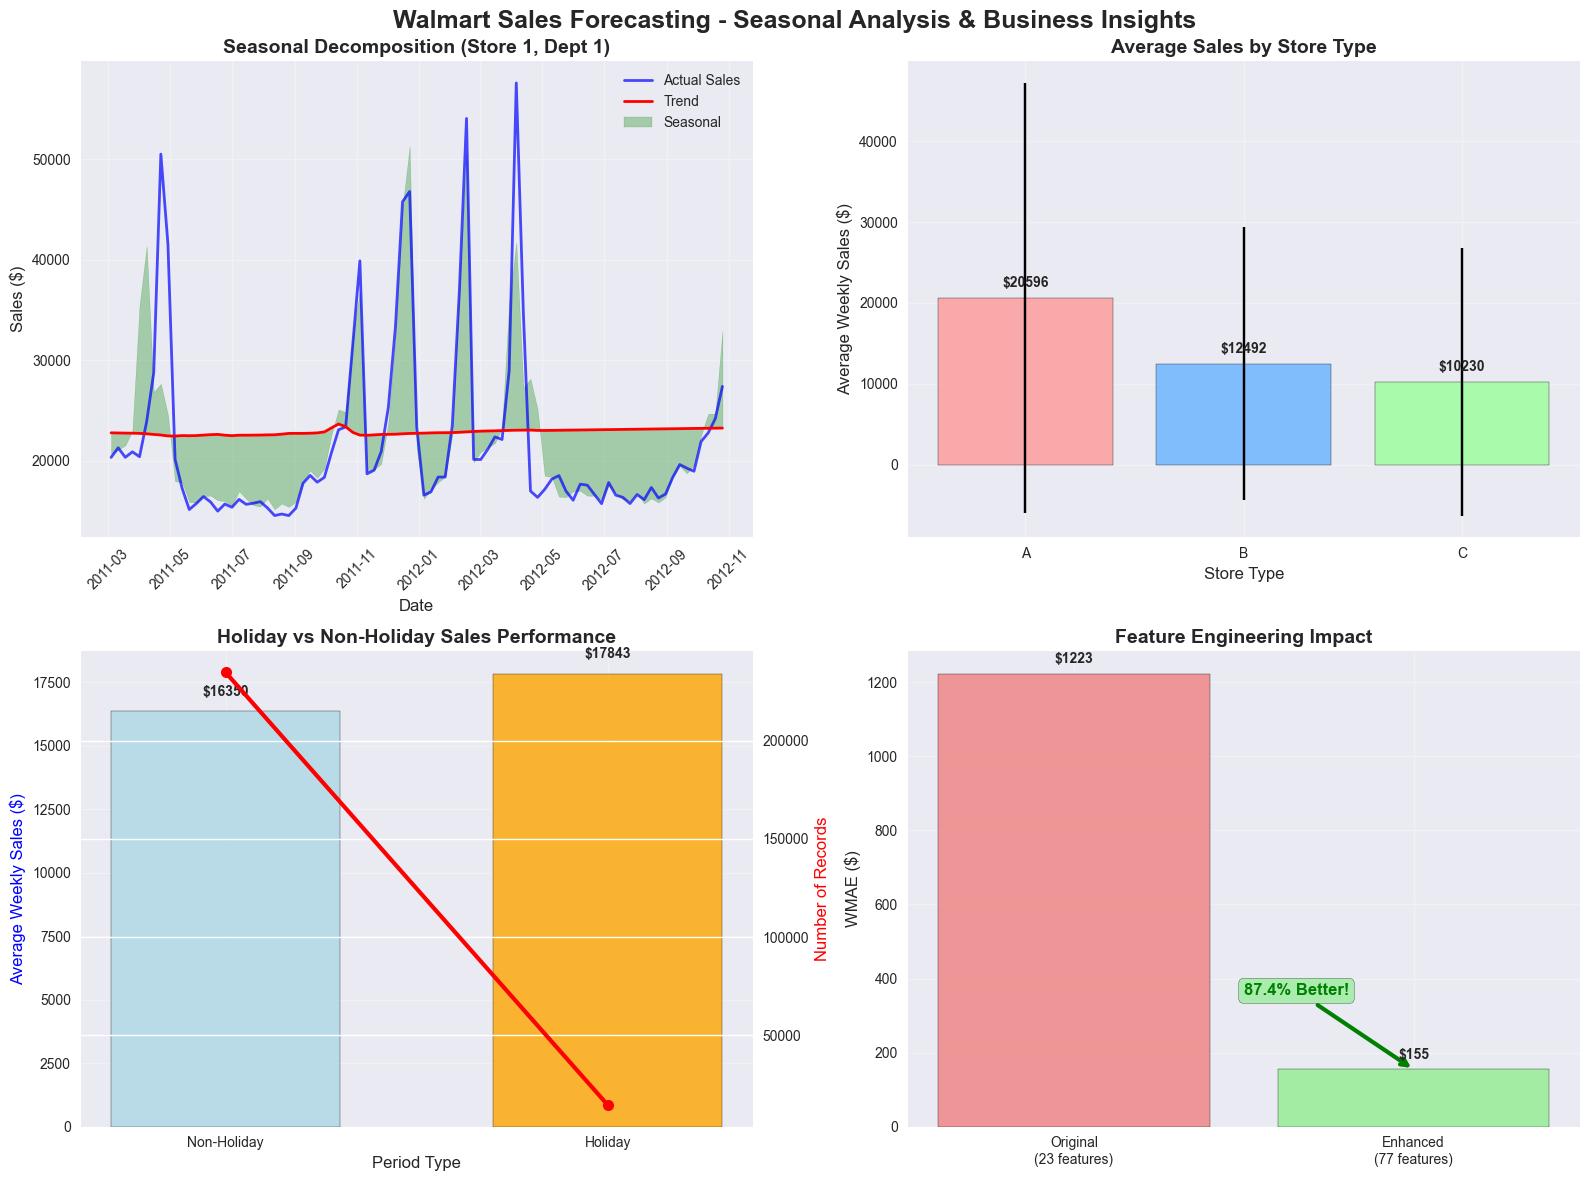 Walmart Sales Forecasting - Seasonal Analysis & Business Insights
Seasonal Decomposition (Store 1, Dept 1)
Actual Sales
Trend
Seasonal
50000
40000
30000
20000
Sales ($)
2011-03
2011-05
2011-07
2011-09
2011-11
2012-01
2012-03
2012-05
2012-07
2012-09
2012-11
Date
Average Sales by Store Type
40000
30000
20000
10000
0
Average Weekly Sales ($)
$20596
$12492
$10230
A
B
C
Store Type
Holiday vs Non-Holiday Sales Performance
17500
15000
12500
10000
7500
5000
2500
0
Average Weekly Sales ($)
$16350
$17843
200000
150000
100000
50000
Number of Records
Non-Holiday
Holiday
Period Type
Feature Engineering Impact
1200
1000
800
600
400
200
0
WMAE ($)
$1223
87.4% Better!
$155
Original
(23 features)
Enhanced
(77 features)